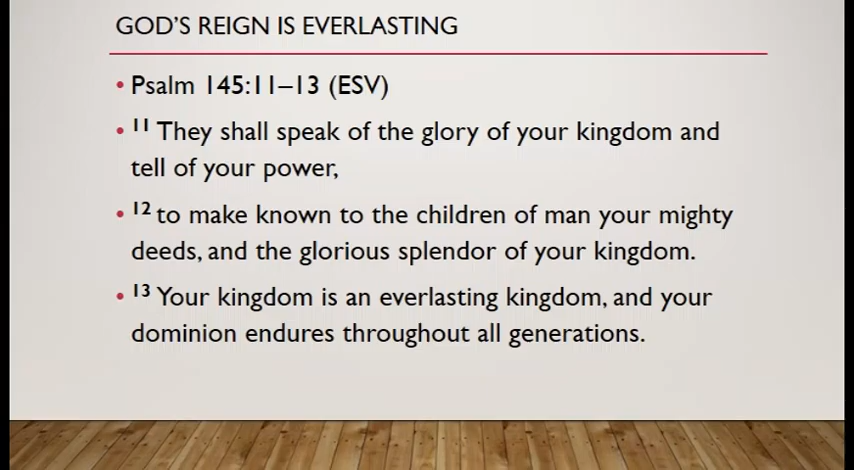 GOD'S REIGN IS EVERLASTING
• Psalm 145:11–13 (ESV)
• 11 They shall speak of the glory of your kingdom and
tell of your power,
• 12 to make known to the children of man your mighty
deeds, and the glorious splendor of your kingdom.
• 13 Your kingdom is an everlasting kingdom, and your
dominion endures throughout all generations.